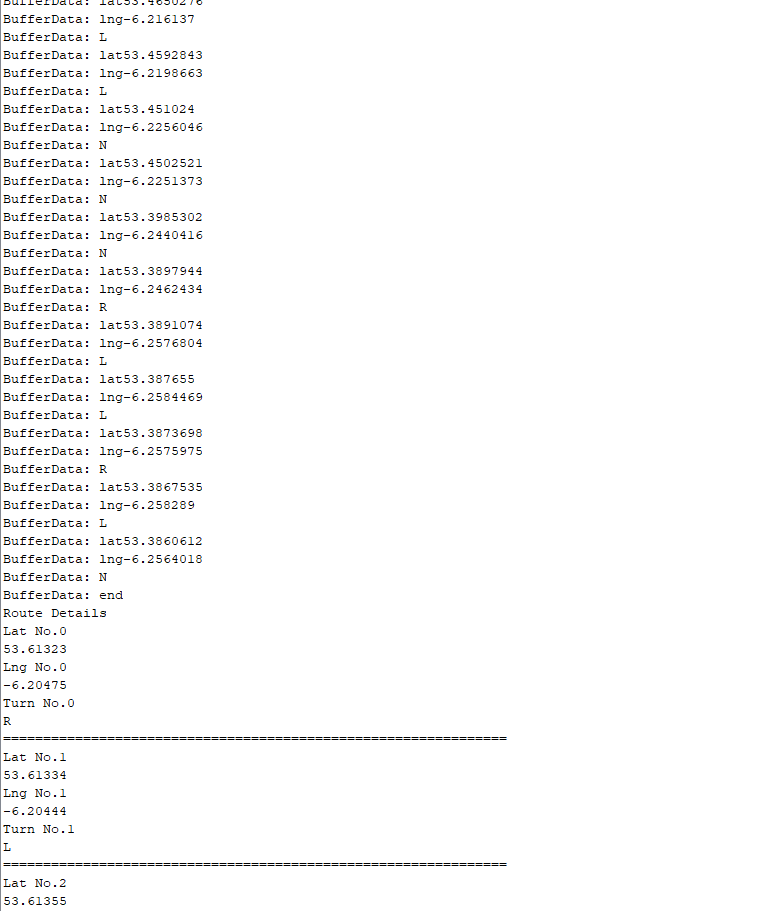 BufferData: lat53.4650276
BufferData: lng-6.216137
BufferData: L
BufferData: lat53.4592843
BufferData: lng-6.2198663
BufferData: L
BufferData: lat53.451024
BufferData: lng-6.2256046
BufferData: N
BufferData: lat53.4502521
BufferData: lng-6.2251373
BufferData: N
BufferData: lat53.3985302
BufferData: lng-6.2440416
BufferData: N
BufferData: lat53.3897944
BufferData: lng-6.2462434
BufferData: R
BufferData: lat53.3891074
BufferData: lng-6.2576804
BufferData: L
BufferData: lat53.387655
BufferData: lng-6.2584469
BufferData: L
BufferData: lat53.3873698
BufferData: lng-6.2575975
BufferData: R
BufferData: lat53.3867535
BufferData: lng-6.258289
BufferData: L
BufferData: lat53.3860612
BufferData: lng-6.2564018
BufferData: N
BufferData: end
Route Details
Lat No.0
53.61323
Lng No.0
-6.20475
Turn No.0
R
===============================================================
Lat No.1
53.61334
Lng No.1
-6.20444
Turn No.1
L
===============================================================
Lat No.2
53.61355